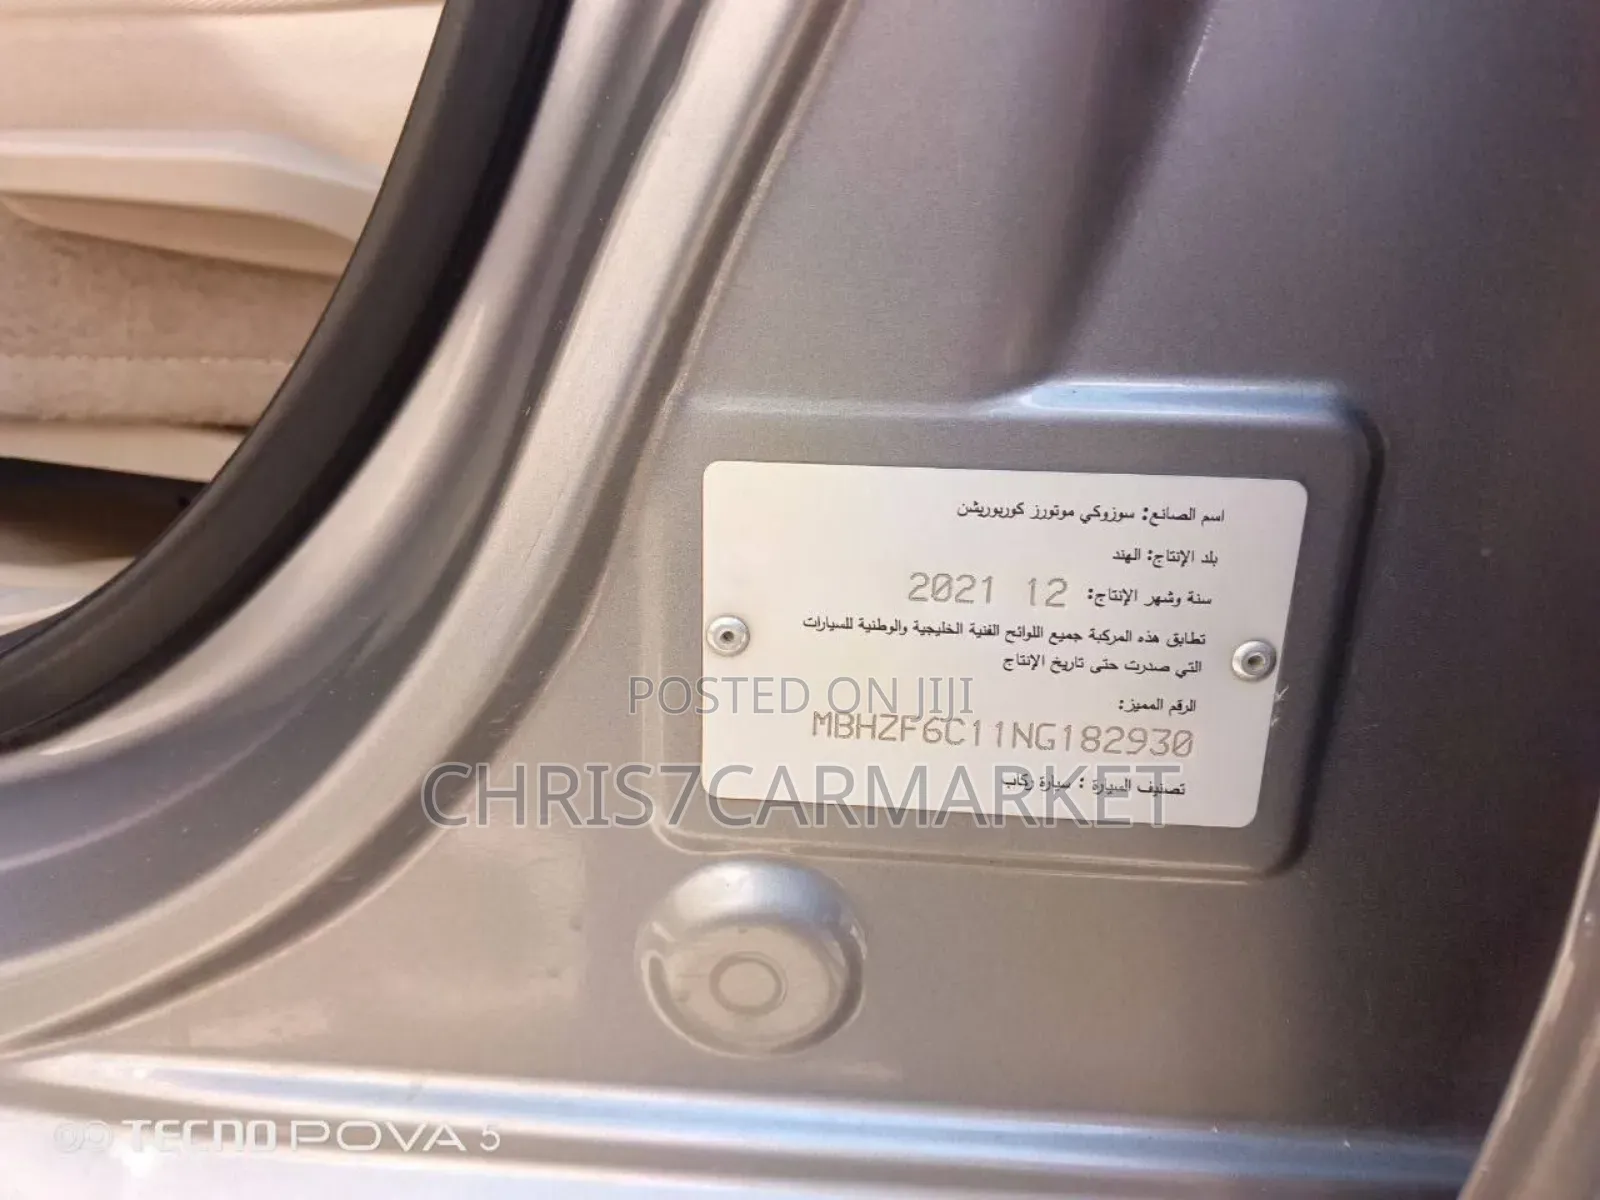 اسم الصانع: سوزوكي موتورز كوربوريشن
بلد الإنتاج: الهند
سنة وشهر الإنتاج: 2021 12
تطابق هذه المركبة جميع اللوائح الفنية الخليجية والوطنية للسيارات
التي صدرت حتى تاريخ الإنتاج
POSTED ON JIJI
الرقم المميز:
MBHZF6C11NG182930
CHRIS7CARMARKET
تصنيف السيارة : سيارة ركاب
TECNO POVA 5